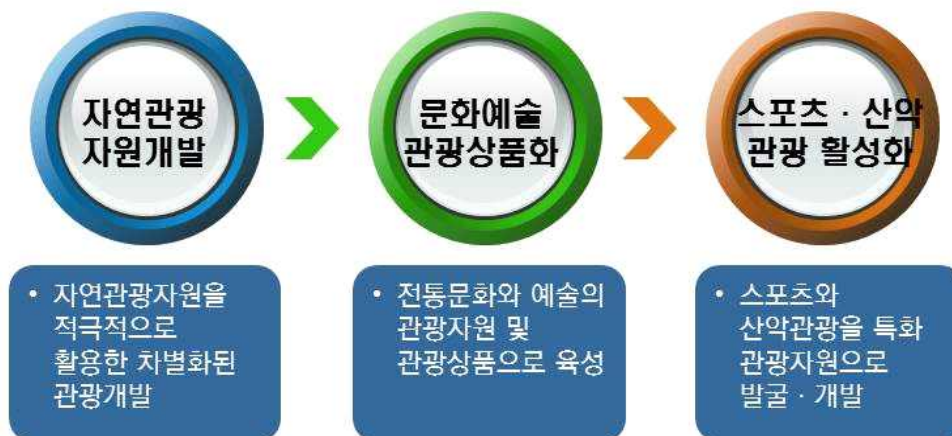 자연관광
자원개발
문화예술
관광상품화
스포츠 · 산악
관광 활성화
• 자연관광자원을
적극적으로
활용한 차별화된
관광개발
• 전통문화와 예술의
관광자원 및
관광상품으로 육성
• 스포츠와
산악관광을 특화
관광자원으로
발굴 · 개발